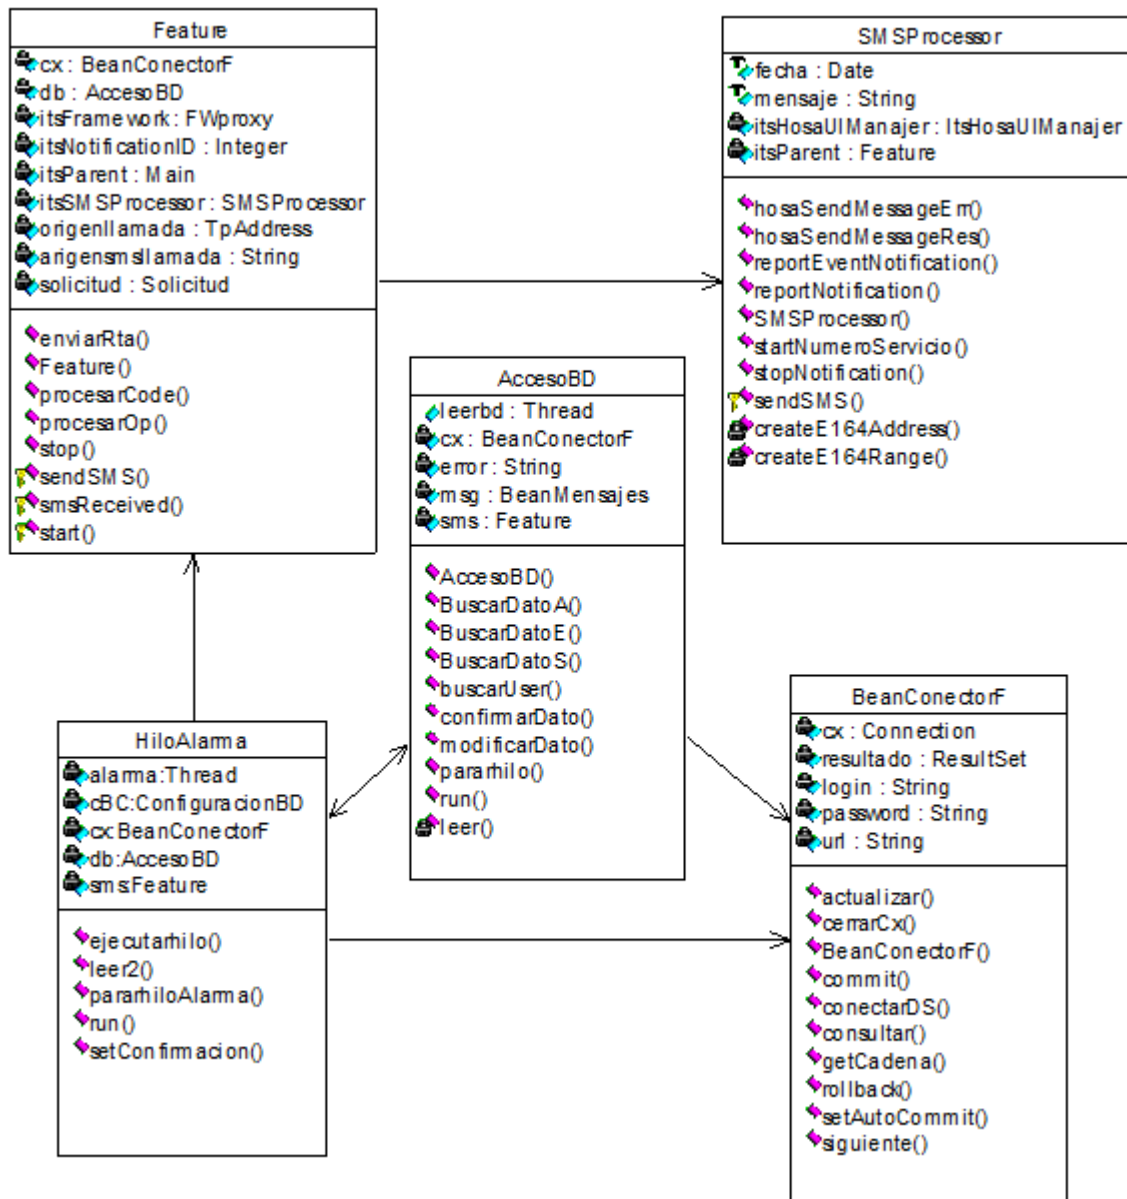 Feature
cx : BeanConectorF
db : AccesoBD
itsFramework : FWproxy
itsNotificationID : Integer
itsParent : Main
itsSMSProcessor : SMSProcessor
origenllamada : TpAddress
arigensmsllamada : String
solicitud : Solicitud
enviarRta()
Feature()
procesarCode()
procesarOp()
stop()
sendSMS()
smsReceived()
start()
SMSProcessor
fecha : Date
mensaje : String
itsHosaUIManajer : ItsHosaUIManajer
itsParent : Feature
hosaSendMessageErr()
hosaSendMessageRes()
reportEventNotification()
reportNotification()
SMSProcessor()
startNumeroServicio()
stopNotification()
sendSMS()
createE164Address()
createE164Range()
AccesoBD
leerbd : Thread
cx : BeanConectorF
error : String
msg : BeanMensajes
sms : Feature
AccesoBD()
BuscarDatoA()
BuscarDatoE()
BuscarDatoS()
buscarUser()
confirmarDato()
modificarDato()
pararhilo()
run()
leer()
HiloAlarma
alarma:Thread
cBC:ConfiguracionBD
cx:BeanConectorF
db:AccesoBD
sms:Feature
ejecutarhilo()
leer2()
pararhiloAlarma()
run()
setConfirmacion()
BeanConectorF
cx : Connection
resultado : ResultSet
login : String
password : String
url : String
actualizar()
cerrarCx()
BeanConectorF()
commit()
conectarDS()
consultar()
getCadena()
rollback()
setAutoCommit()
siguiente()